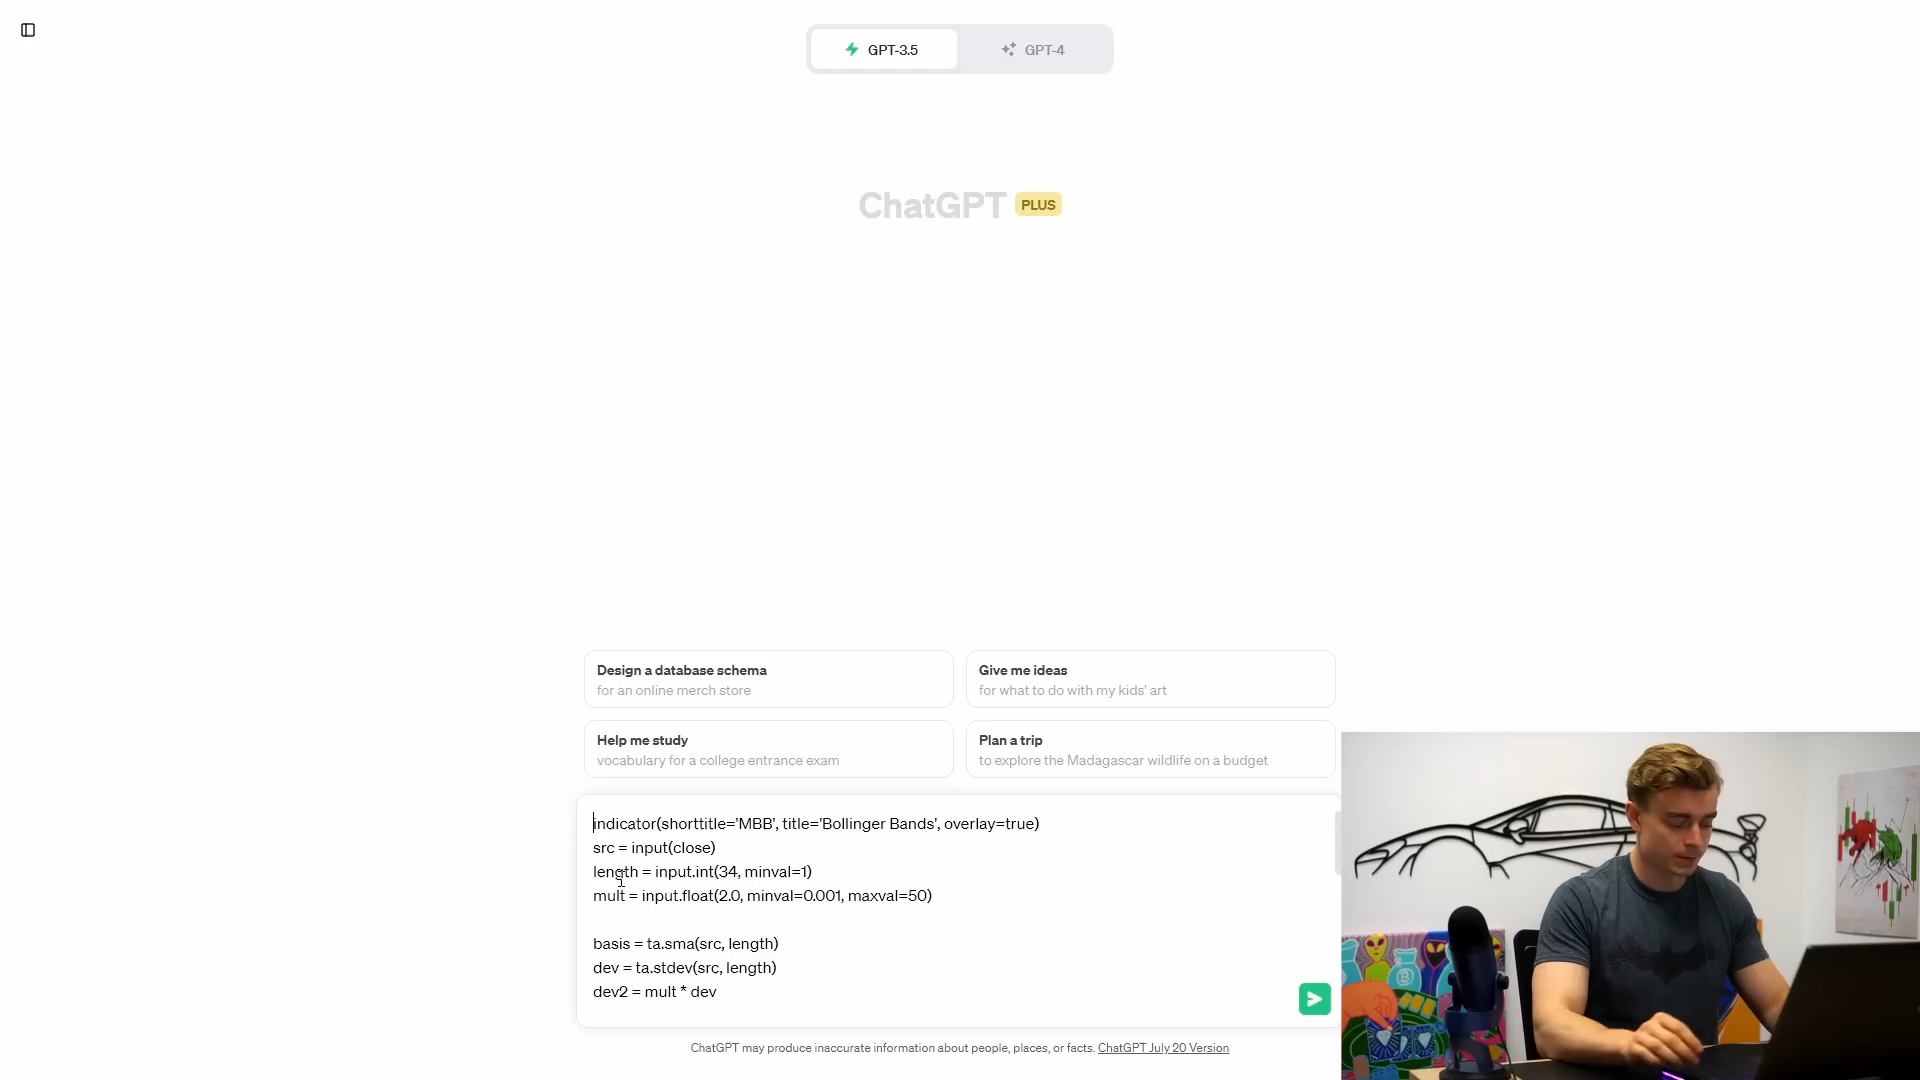 GPT-3.5
GPT-4
ChatGPT PLUS
Design a database schema
for an online merch store
Give me ideas
for what to do with my kids' art
Help me study
vocabulary for a college entrance exam
Plan a trip
to explore the Madagascar wildlife on a budget
indicator(shorttitle='MBB', title='Bollinger Bands', overlay=true)
src = input(close)
length = input.int(34, minval=1)
mult = input.float(2.0, minval=0.001, maxval=50)
basis = ta.sma(src, length)
dev = ta.stdev(src, length)
dev2 = mult * dev
ChatGPT may produce inaccurate information about people, places, or facts. ChatGPT July 20 Version